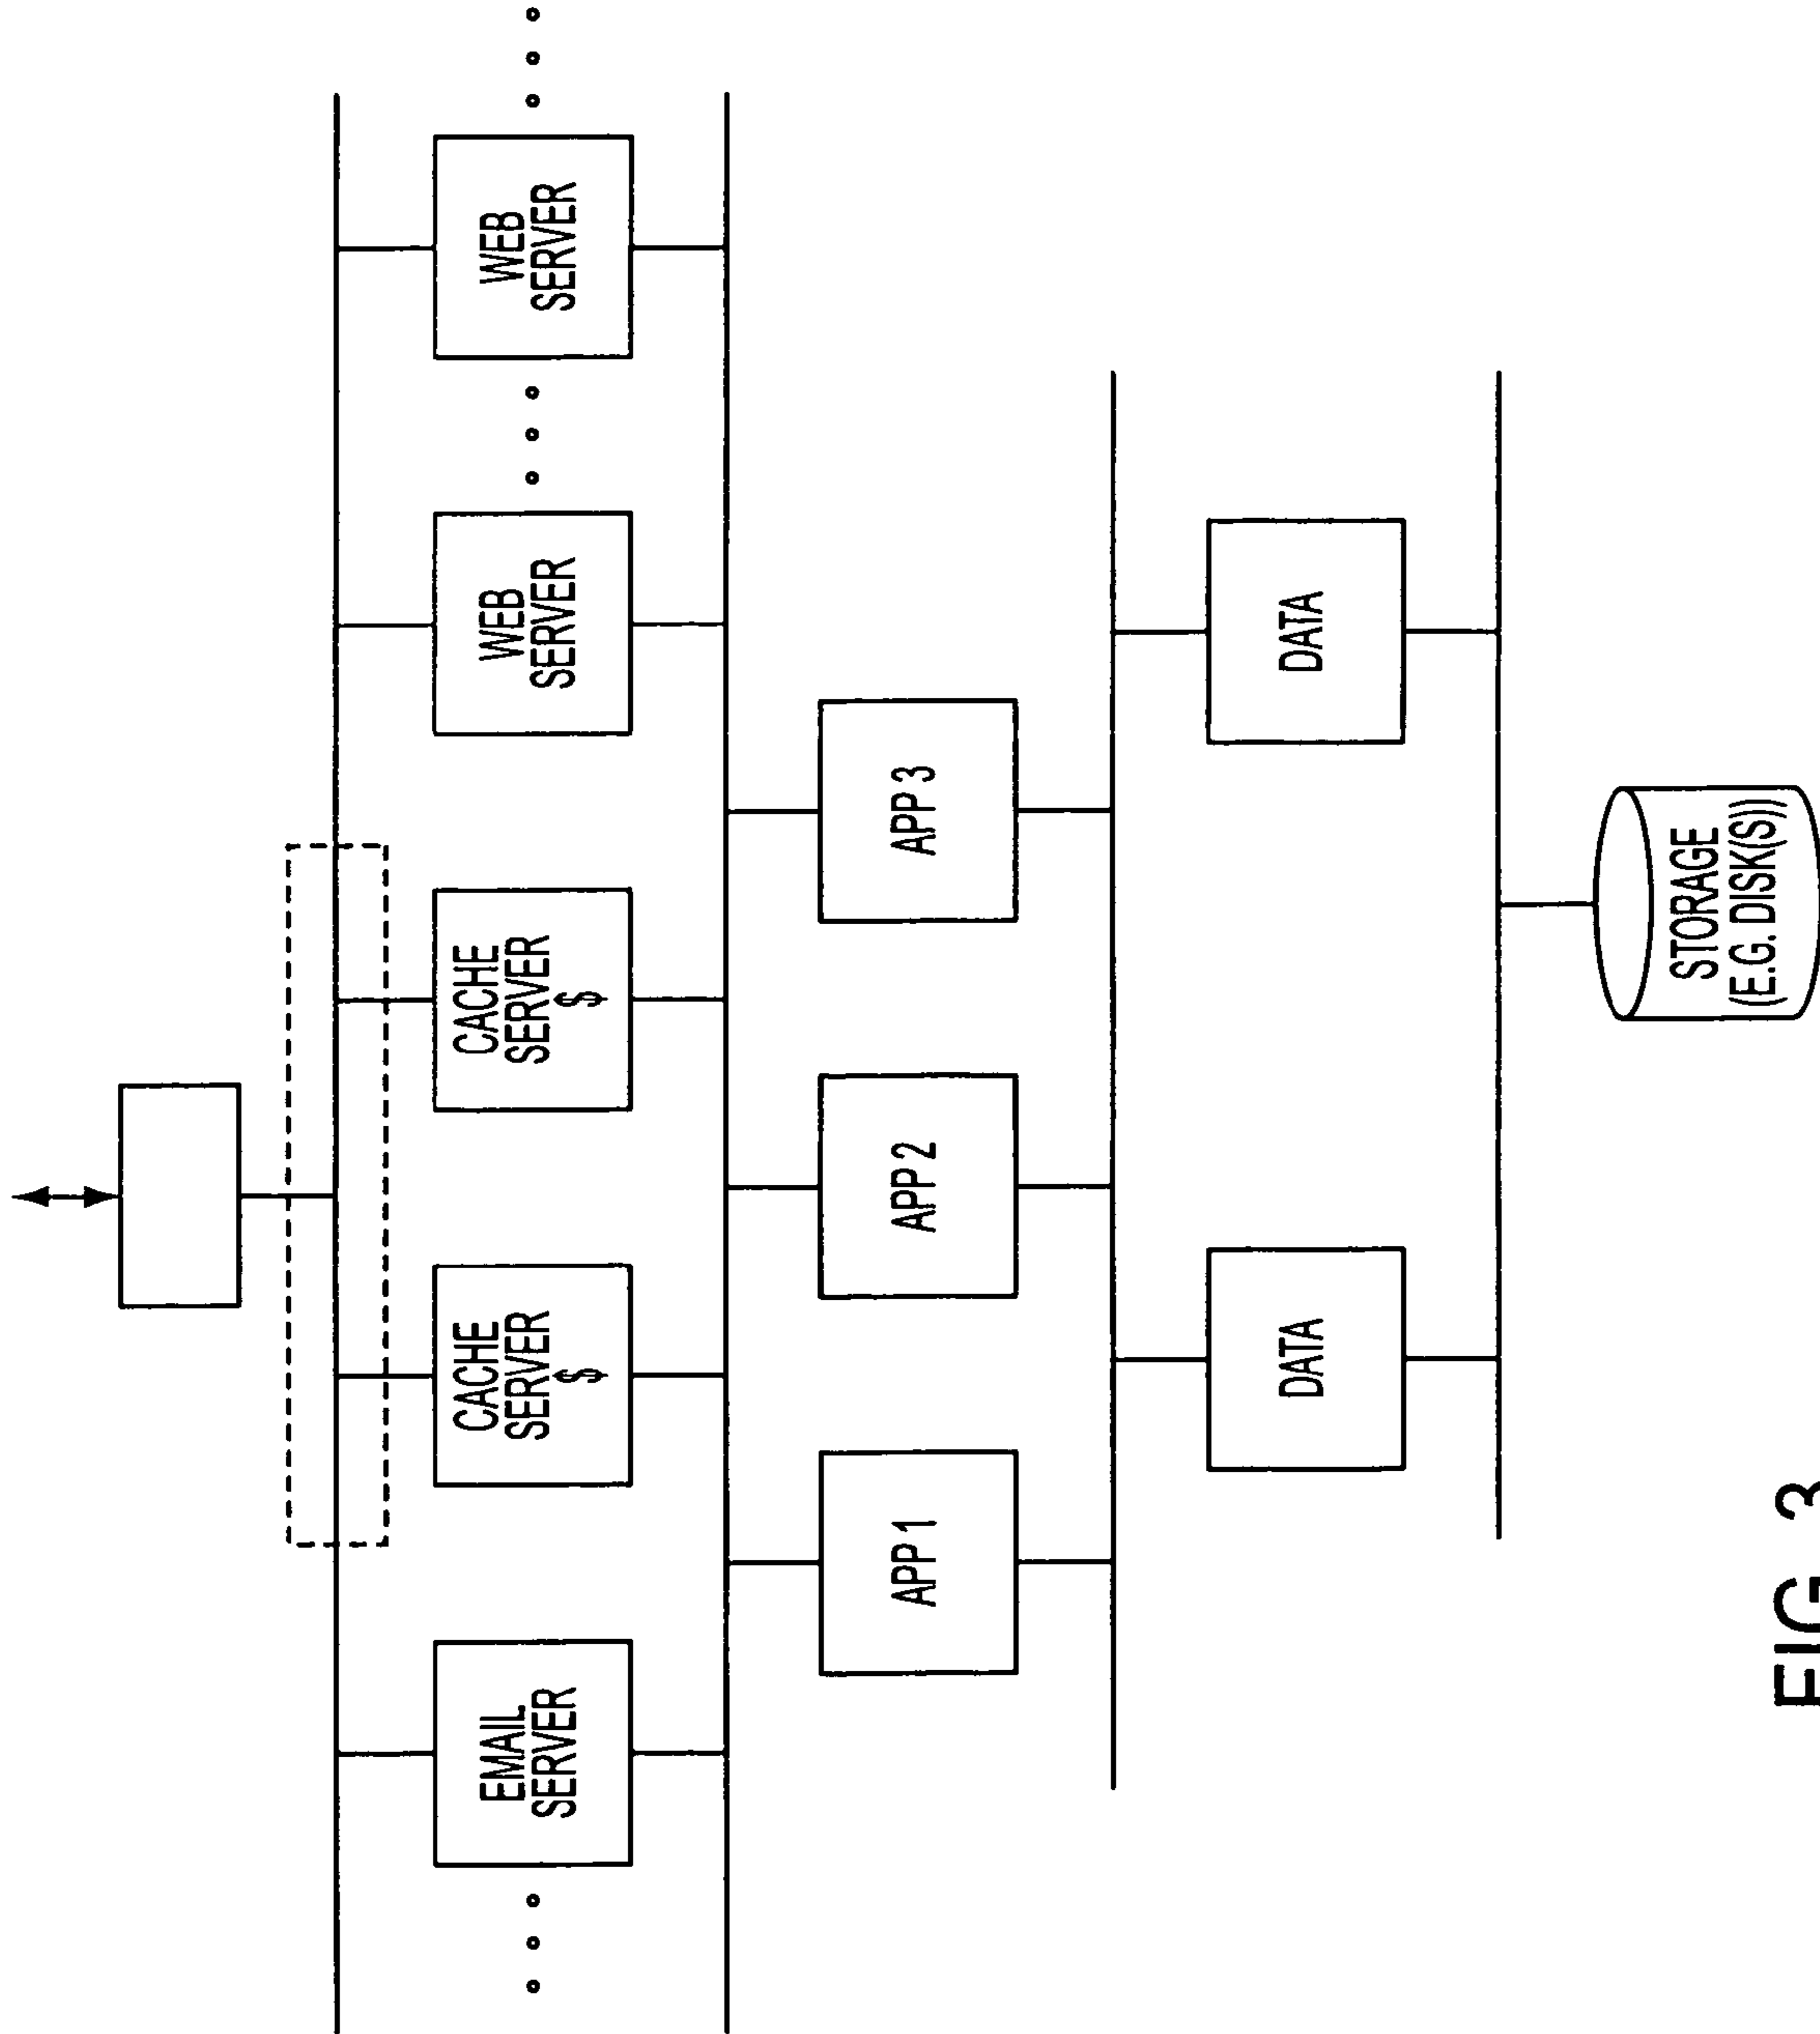 EMAIL
SERVER
CACHE
SERVER
$
CACHE
SERVER
$
WEB
SERVER
WEB
SERVER
APP 1
APP 2
APP 3
DATA
DATA
STORAGE
(E.G. DISK(S))
FIG. 3